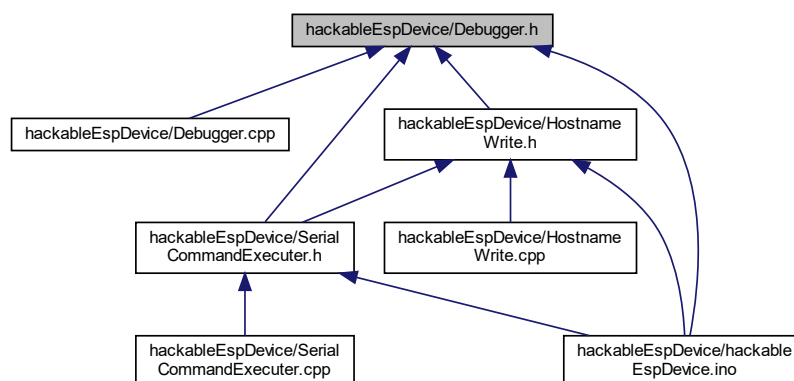 hackableEspDevice/Debugger.h
hackableEspDevice/Debugger.cpp
hackableEspDevice/Hostname
Write.h
hackableEspDevice/Serial
CommandExecuter.h
hackableEspDevice/Hostname
Write.cpp
hackableEspDevice/Serial
CommandExecuter.cpp
hackableEspDevice/hackable
EspDevice.ino